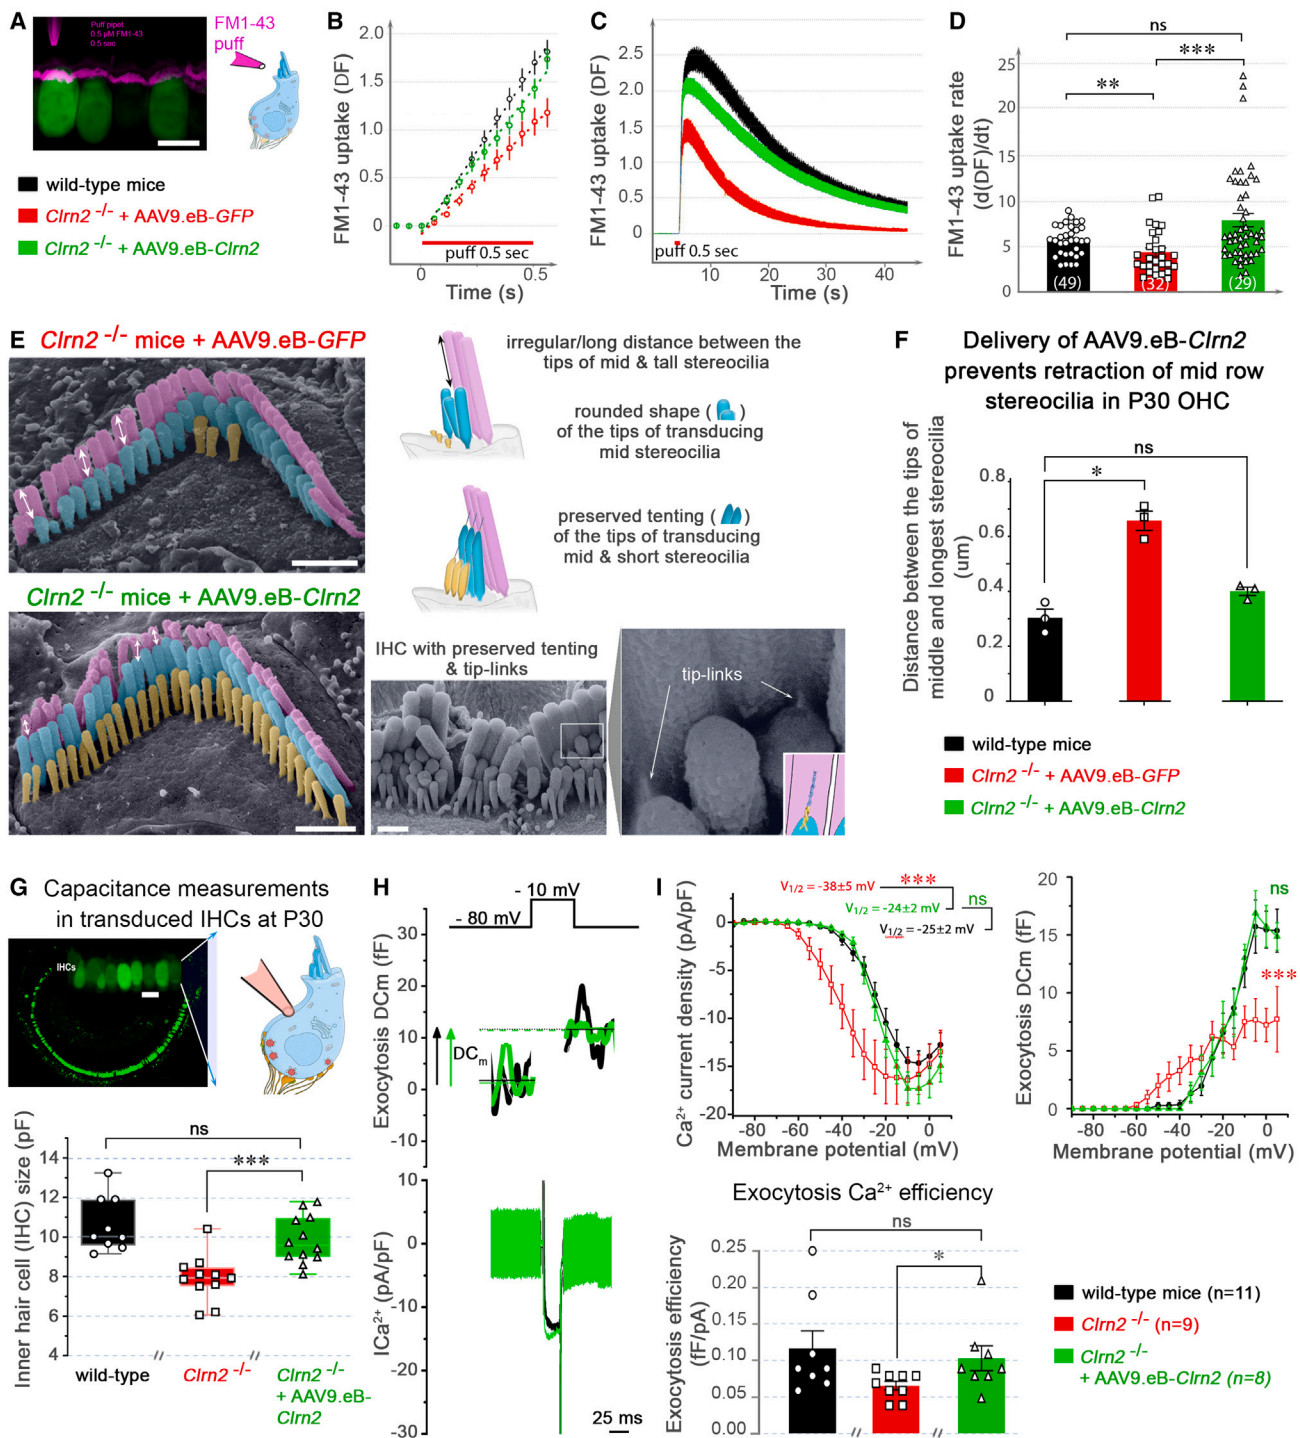 A
Puff pipet
0.5 µM FM1-43
0.5 sec
FM1-43
puff
wild-type mice
Clrn2 -/- + AAV9.eB-GFP
Clrn2 -/- + AAV9.eB-Clrn2
B
FM1-43 uptake (DF)
2.0
1.0
0
puff 0.5 sec
0
0.5
Time (s)
C
FM1-43 uptake (DF)
2.5
2.0
1.5
1.0
0.5
0
puff 0.5 sec
10
20
30
40
Time (s)
D
FM1-43 uptake rate
(d(DF)/dt)
ns
***
**
25
20
15
10
5
0
(49)
(32)
(29)
E
Clrn2 -/- mice + AAV9.eB-GFP
irregular/long distance between the
tips of mid & tall stereocilia
rounded shape ( )
of the tips of transducing
mid stereocilia
preserved tenting ( )
of the tips of transducing
mid & short stereocilia
Clrn2 -/- mice + AAV9.eB-Clrn2
IHC with preserved tenting
& tip-links
tip-links
F
Delivery of AAV9.eB-Clrn2
prevents retraction of mid row
stereocilia in P30 OHC
Distance between the tips of
middle and longest stereocilia
(um)
ns
*
0.8
0.6
0.4
0.2
0
wild-type mice
Clrn2 -/- + AAV9.eB-GFP
Clrn2 -/- + AAV9.eB-Clrn2
G
Capacitance measurements
in transduced IHCs at P30
IHCs
Inner hair cell (IHC) size (pF)
ns
***
14
12
10
8
6
4
wild-type
Clrn2 -/-
Clrn2 -/-
+ AAV9.eB-
Clrn2
H
- 10 mV
- 80 mV
Exocytosis DCm (fF)
30
20
10
0
-10
DCm
ICa2+ (pA/pF)
10
0
-10
-20
-30
25 ms
I
V1/2 = -38±5 mV
***
V1/2 = -24±2 mV
ns
V1/2 = -25±2 mV
Ca2+ current density (pA/pF)
0
-5
-10
-15
-20
-80
-60
-40
-20
0
Membrane potential (mV)
Exocytosis DCm (fF)
20
15
10
5
0
ns
***
-80
-60
-40
-20
0
Membrane potential (mV)
Exocytosis Ca2+ efficiency
Exocytosis efficiency
(fF/pA)
ns
*
0.25
0.20
0.15
0.10
0.05
0.00
wild-type mice (n=11)
Clrn2 -/- (n=9)
Clrn2 -/-
+ AAV9.eB-Clrn2 (n=8)